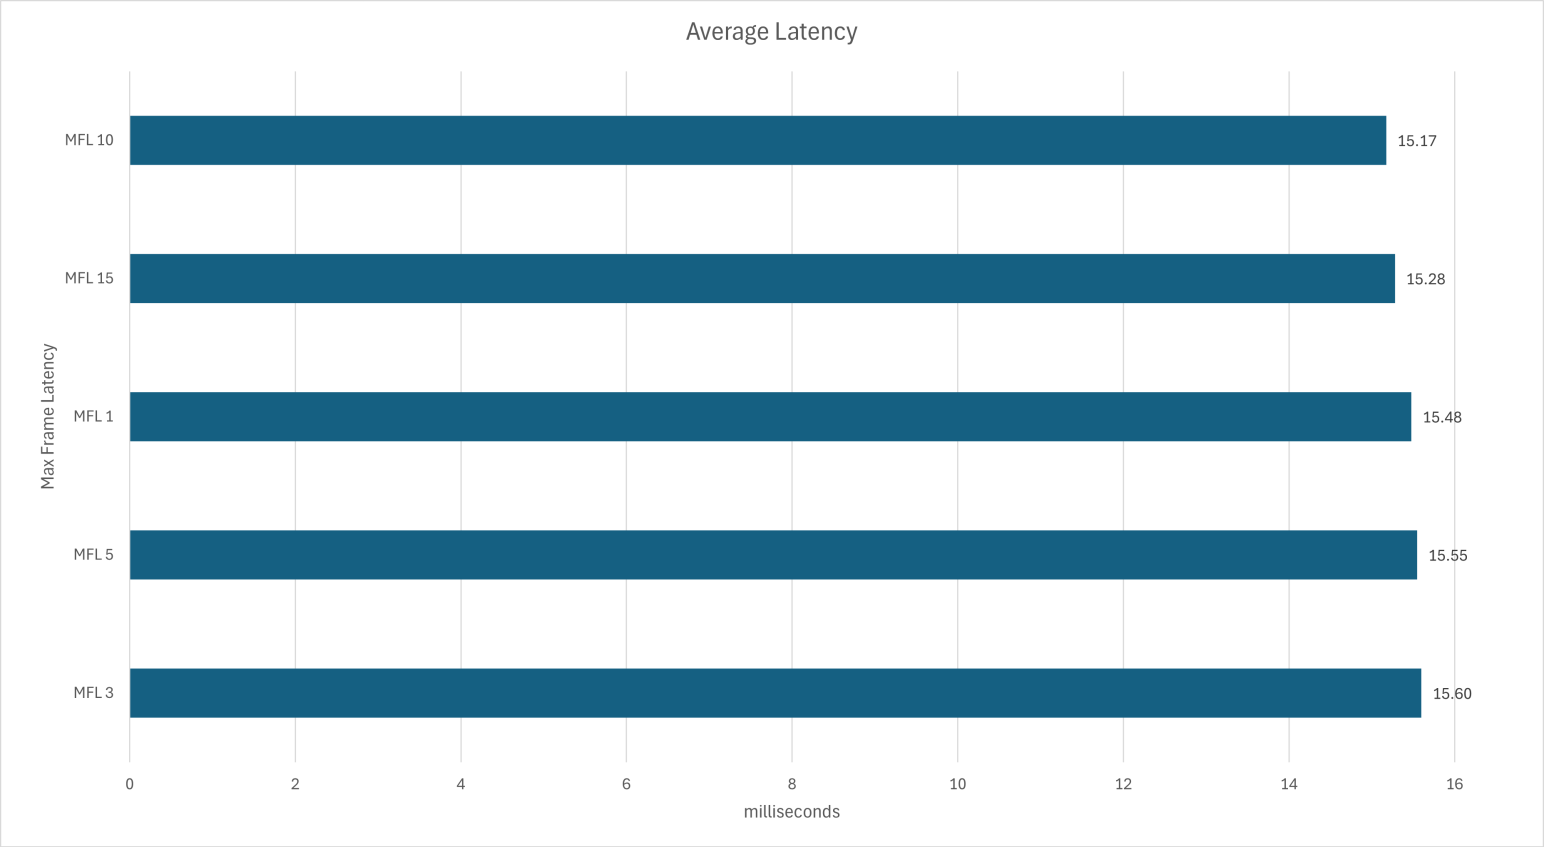 Average Latency
Max Frame Latency
MFL 10
15.17
MFL 15
15.28
MFL 1
15.48
MFL 5
15.55
MFL 3
15.60
0 2 4 6 8 10 12 14 16
milliseconds